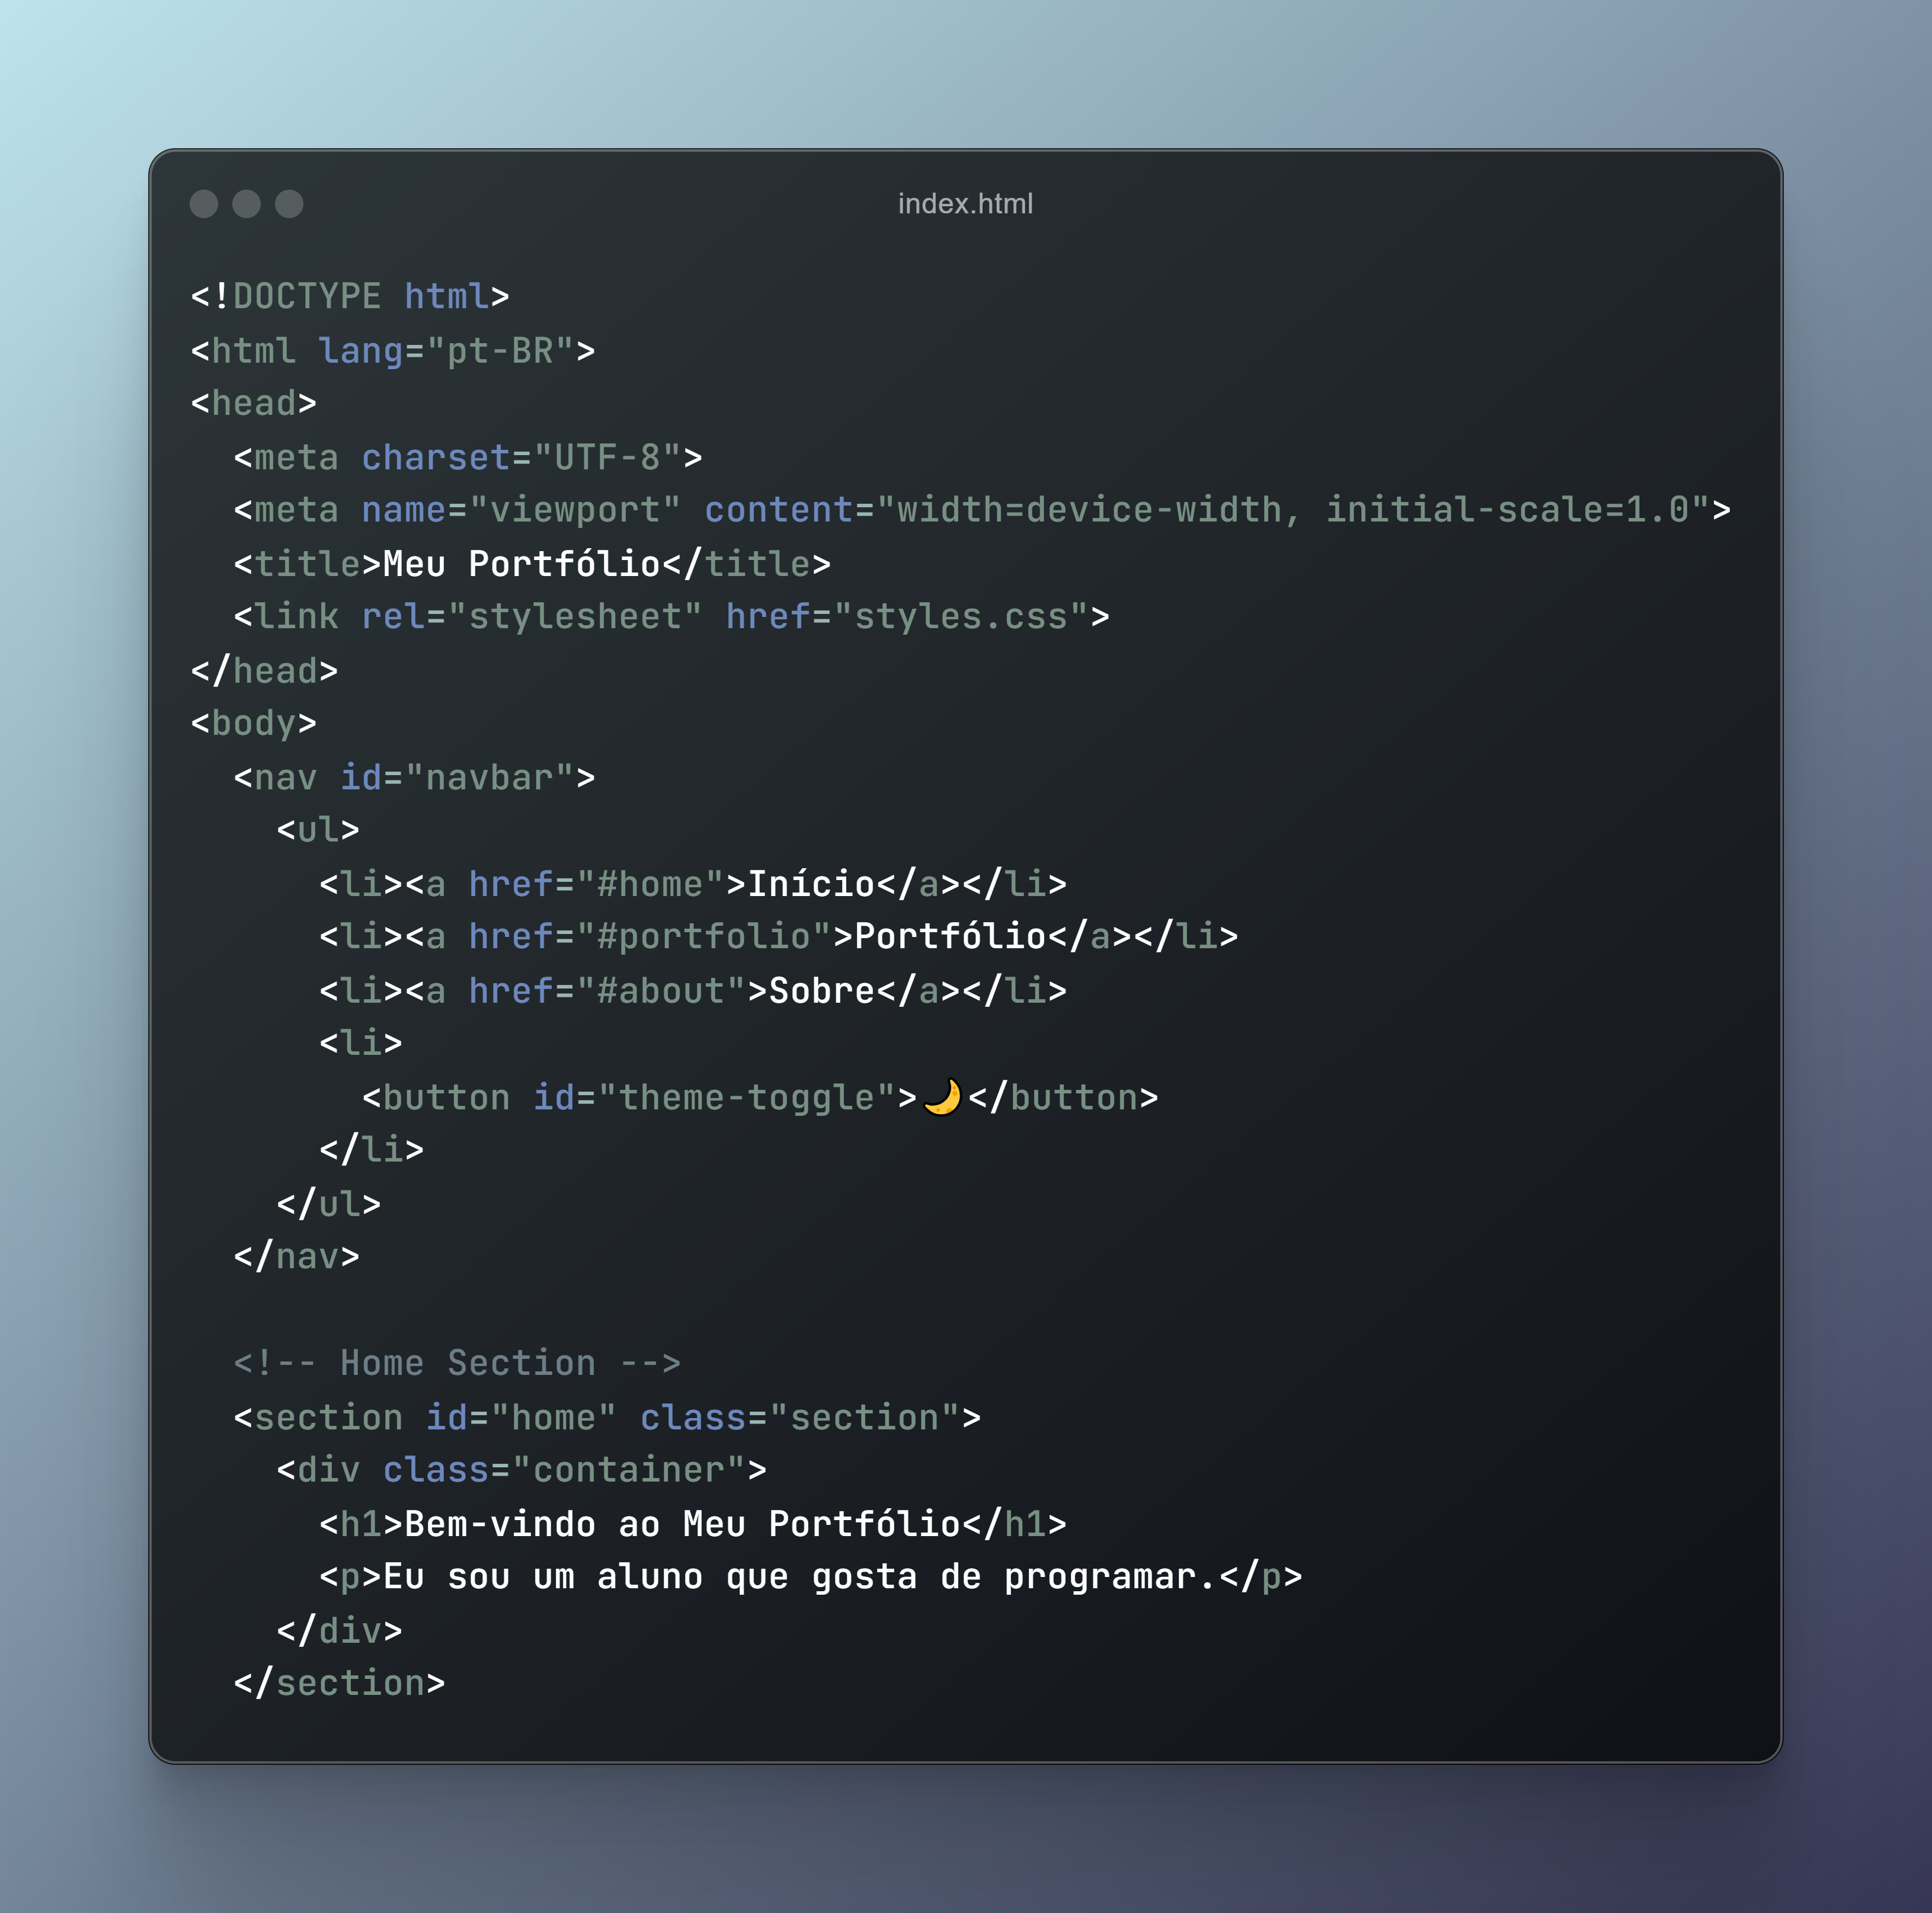 index.html
<!DOCTYPE html>
<html lang="pt-BR">
<head>
  <meta charset="UTF-8">
  <meta name="viewport" content="width=device-width, initial-scale=1.0">
  <title>Meu Portfólio</title>
  <link rel="stylesheet" href="styles.css">
</head>
<body>
  <nav id="navbar">
    <ul>
      <li><a href="#home">Início</a></li>
      <li><a href="#portfolio">Portfólio</a></li>
      <li><a href="#about">Sobre</a></li>
      <li>
        <button id="theme-toggle">🌙</button>
      </li>
    </ul>
  </nav>

  <!-- Home Section -->
  <section id="home" class="section">
    <div class="container">
      <h1>Bem-vindo ao Meu Portfólio</h1>
      <p>Eu sou um aluno que gosta de programar.</p>
    </div>
  </section>